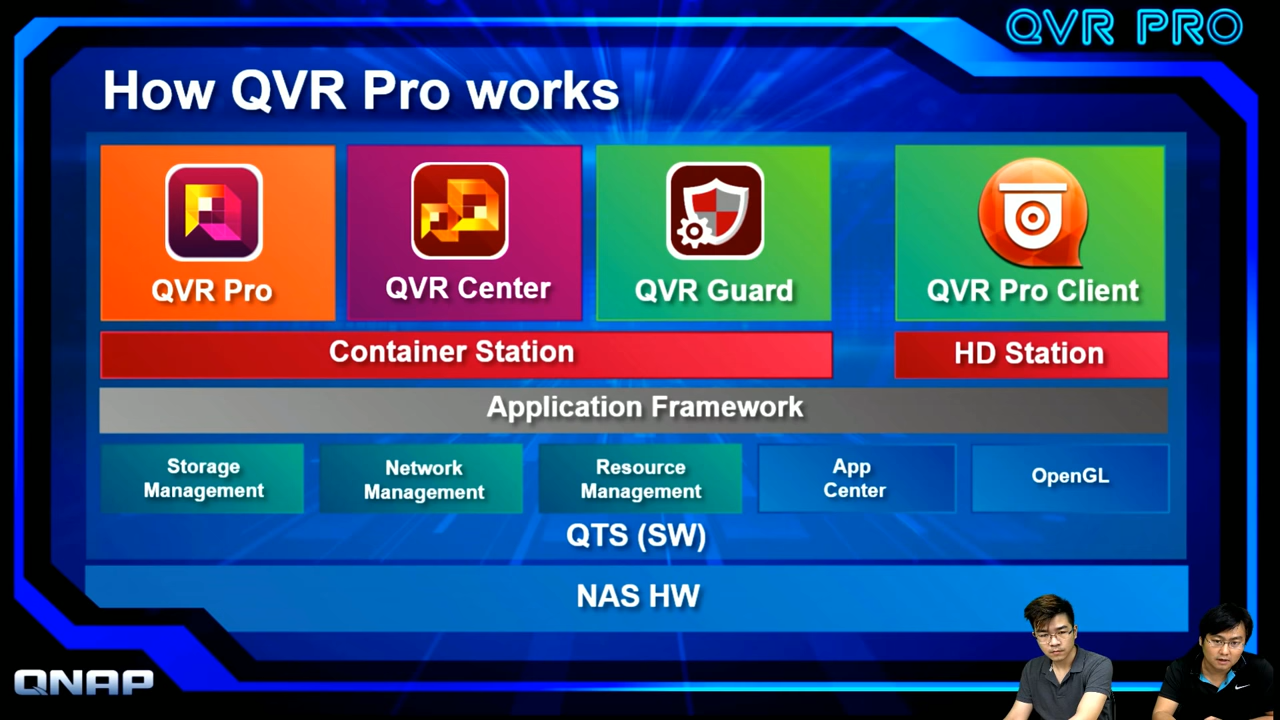 QVR PRO
How QVR Pro works
QVR Pro
QVR Center
QVR Guard
QVR Pro Client
Container Station
HD Station
Application Framework
Storage
Management
Network
Management
Resource
Management
App
Center
OpenGL
QTS (SW)
NAS HW
QNAP